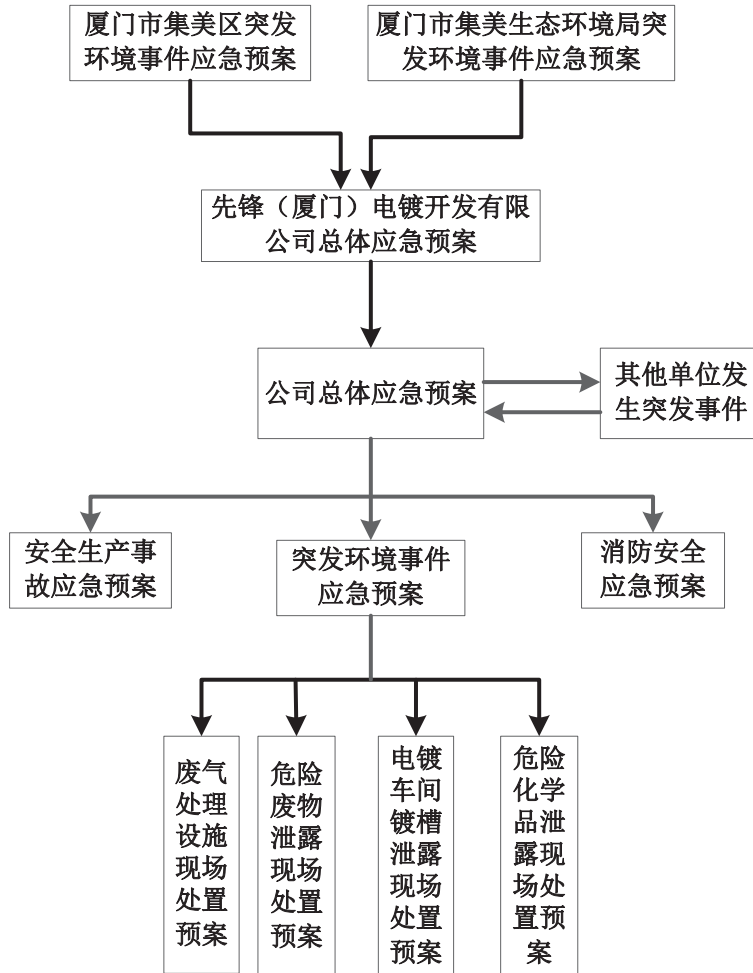 厦门市集美区突发
环境事件应急预案
厦门市集美生态环境局突
发环境事件应急预案
先锋（厦门）电镀开发有限
公司总体应急预案
公司总体应急预案
其他单位发
生突发事件
安全生产事
故应急预案
突发环境事件
应急预案
消防安全
应急预案
废气
处理
设施
现场
处置
预案
危险
废物
泄露
现场
处置
预案
电镀
车间
镀槽
泄露
现场
处置
预案
危险
化学
品泄
露现
场处
置预
案